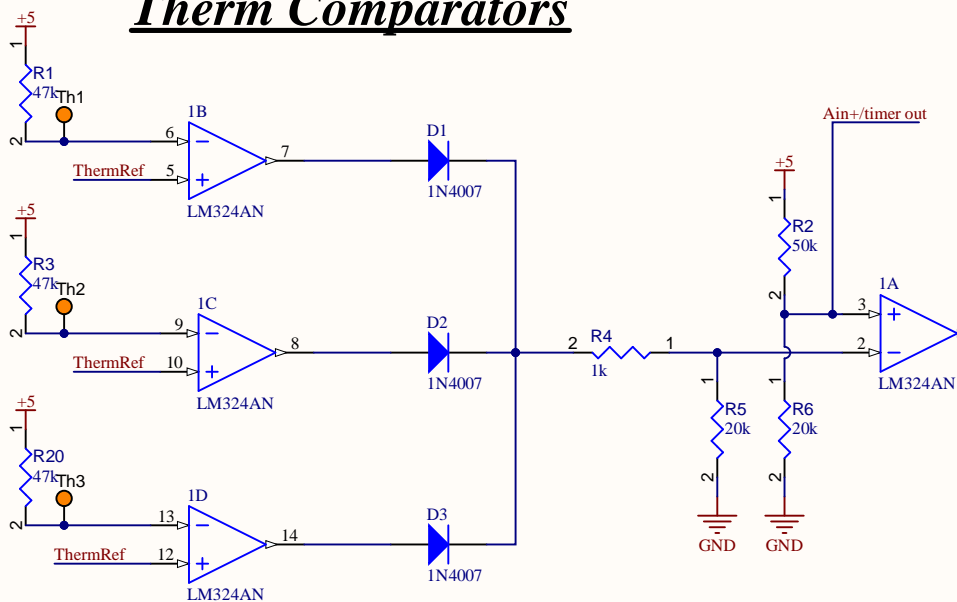 Therm Comparators
+5
1
R1
47k
2
Th1
1B
6
ThermRef
5
−
+
7
LM324AN
D1
1N4007
+5
1
R3
47k
2
Th2
1C
9
ThermRef
10
−
+
8
LM324AN
D2
1N4007
+5
1
R20
47k
2
Th3
1D
13
ThermRef
12
−
+
14
LM324AN
D3
1N4007
2
R4
1
1k
1
R5
20k
2
GND
+5
1
R2
50k
2
1
R6
20k
2
GND
Ain+/timer out
1A
3
+
2
−
LM324AN